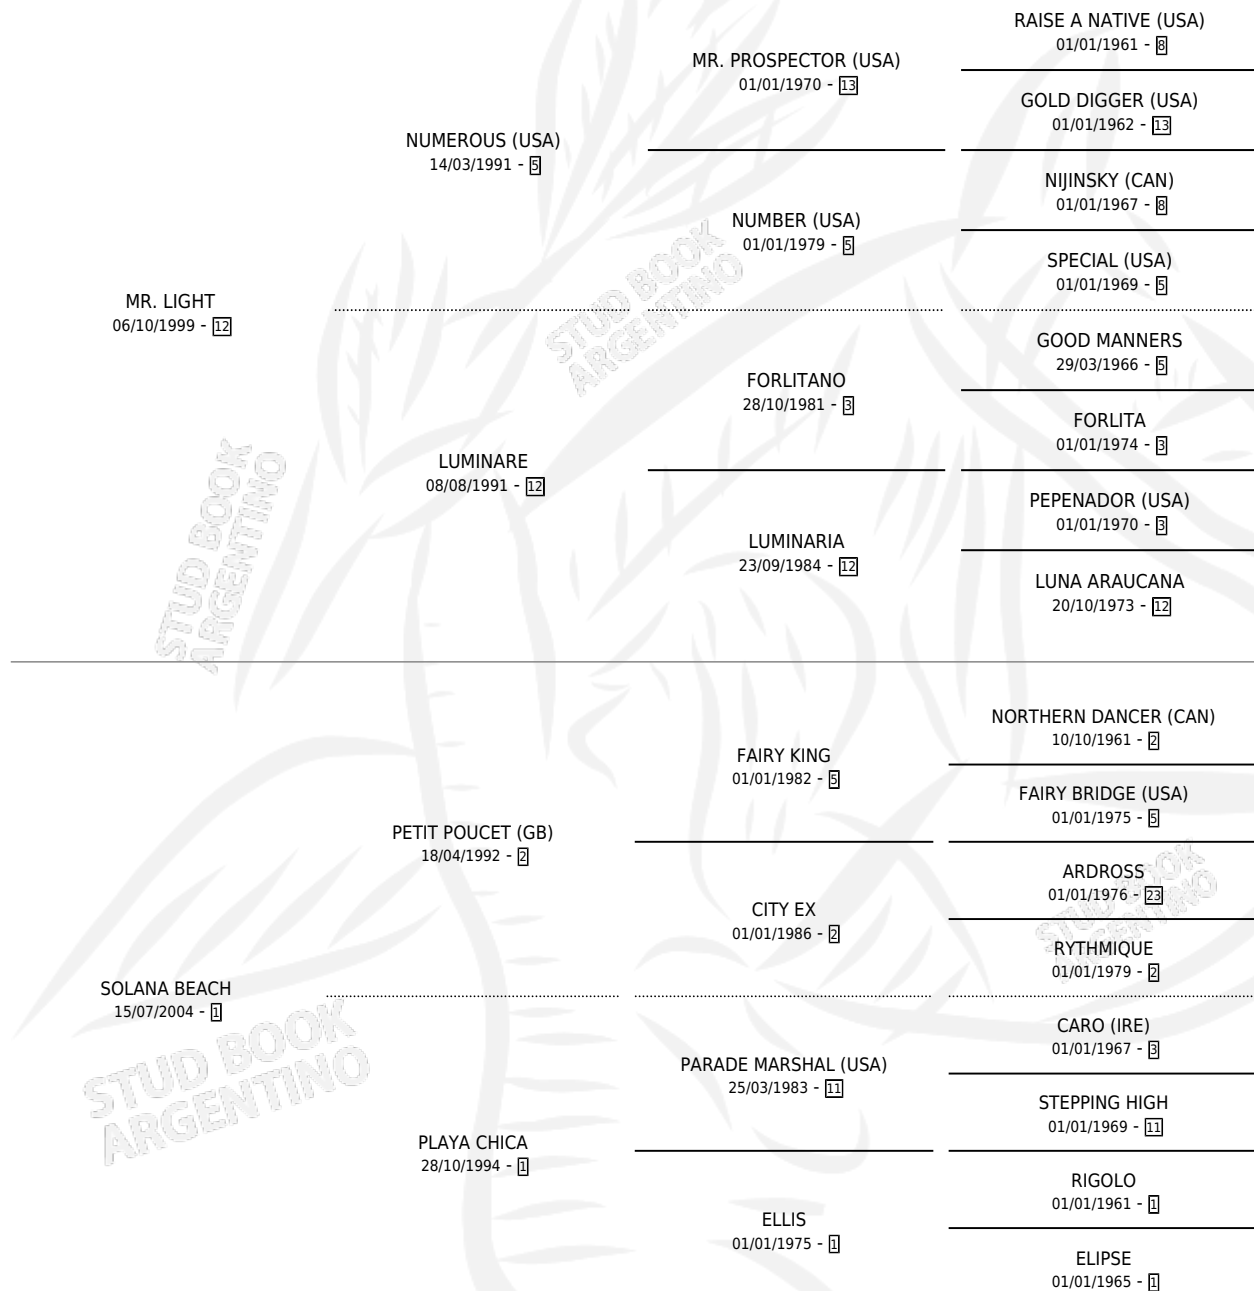 RAISE A NATIVE (USA)
01/01/1961 - 8
MR. PROSPECTOR (USA)
01/01/1970 - 13
GOLD DIGGER (USA)
01/01/1962 - 13
NUMEROUS (USA)
14/03/1991 - 5
NIJINSKY (CAN)
01/01/1967 - 8
NUMBER (USA)
01/01/1979 - 5
SPECIAL (USA)
01/01/1969 - 5
MR. LIGHT
06/10/1999 - 12
STUD BOOK
ARGENTINO
GOOD MANNERS
29/03/1966 - 5
FORLITANO
28/10/1981 - 3
FORLITA
01/01/1974 - 3
LUMINARE
08/08/1991 - 12
PEPENADOR (USA)
01/01/1970 - 3
LUMINARIA
23/09/1984 - 12
LUNA ARAUCANA
20/10/1973 - 12
STUD BOOK
ARGENTINO
NORTHERN DANCER (CAN)
10/10/1961 - 2
FAIRY KING
01/01/1982 - 5
FAIRY BRIDGE (USA)
01/01/1975 - 5
PETIT POUCET (GB)
18/04/1992 - 2
ARDROSS
01/01/1976 - 23
CITY EX
01/01/1986 - 2
RYTHMIQUE
01/01/1979 - 2
STUD BOOK
ARGENTINO
SOLANA BEACH
15/07/2004 - 1
CARO (IRE)
01/01/1967 - 3
PARADE MARSHAL (USA)
25/03/1983 - 11
STEPPING HIGH
01/01/1969 - 11
PLAYA CHICA
28/10/1994 - 1
RIGOLO
01/01/1961 - 1
ELLIS
01/01/1975 - 1
ELIPSE
01/01/1965 - 1
STUD BOOK
ARGENTINO